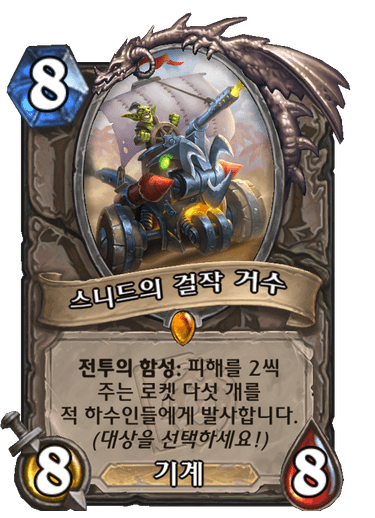 8
스니드의 걸작 거수
전투의 함성: 피해를 2씩
주는 로켓 다섯 개를
적 하수인들에게 발사합니다.
(대상을 선택하세요!)
8
기계
8